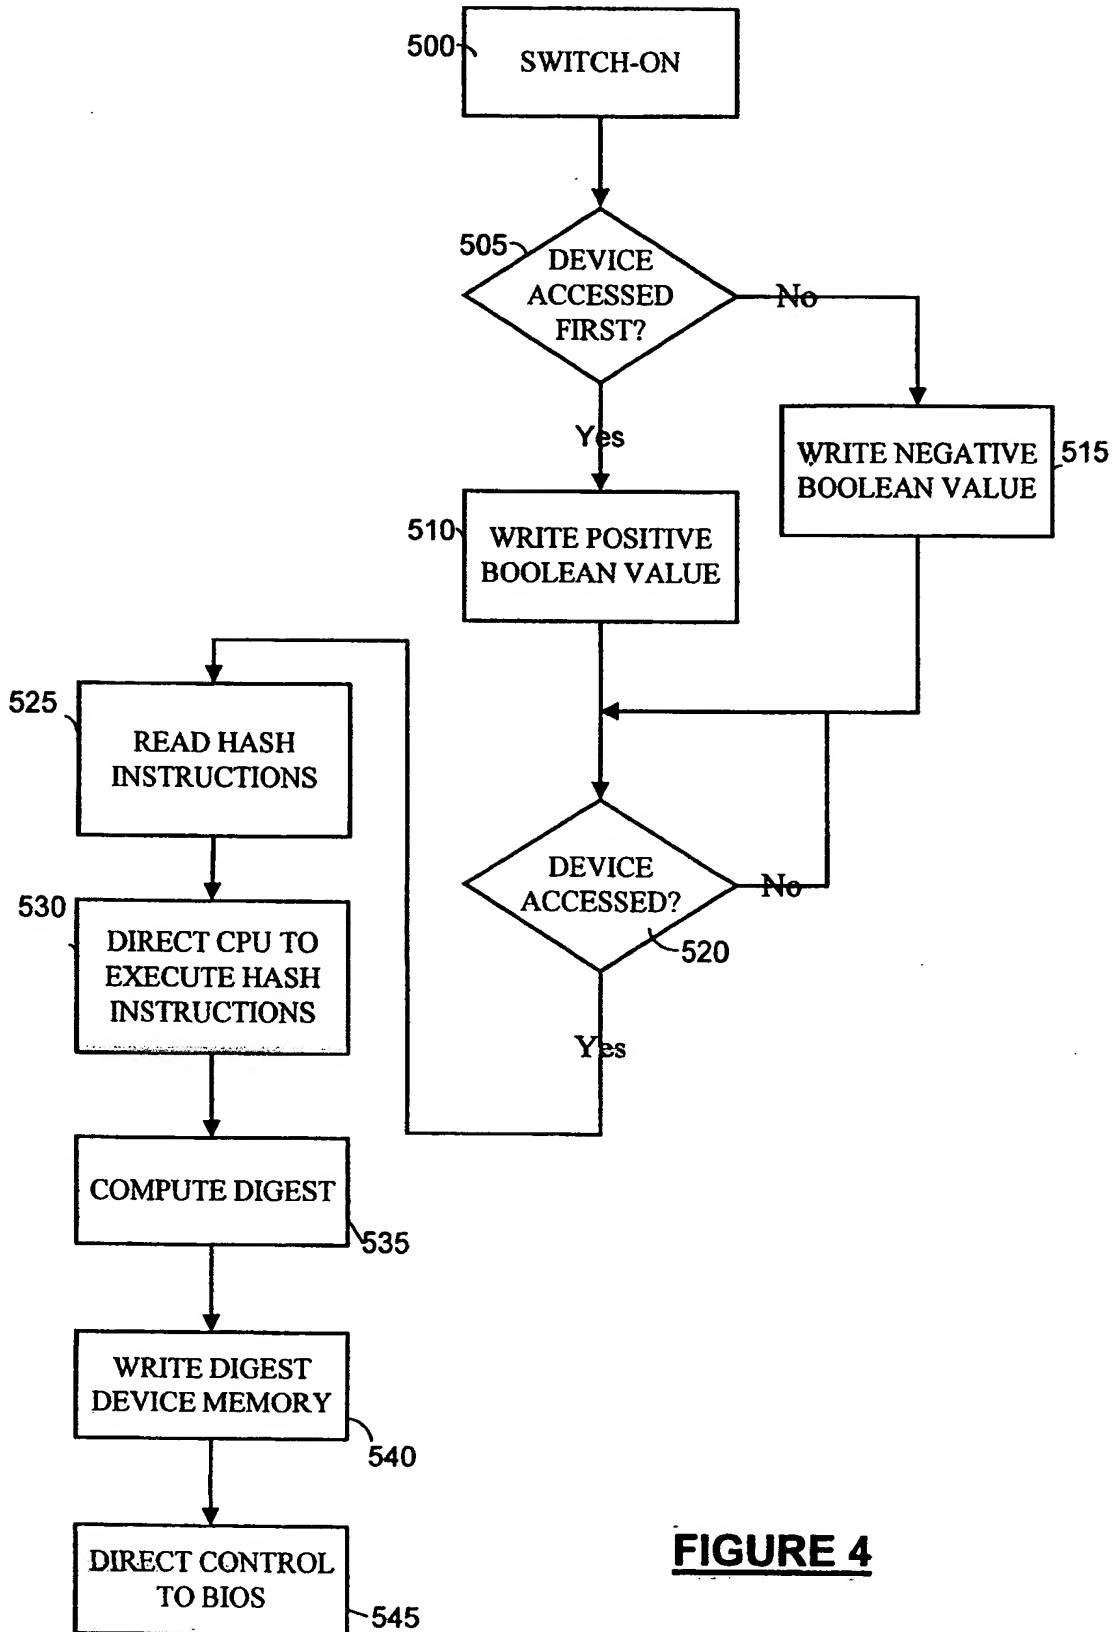 500
SWITCH-ON
505
DEVICE
ACCESSED
FIRST?
No
Yes
WRITE NEGATIVE
BOOLEAN VALUE
515
510
WRITE POSITIVE
BOOLEAN VALUE
525
READ HASH
INSTRUCTIONS
DEVICE
ACCESSED?
No
520
Yes
530
DIRECT CPU TO
EXECUTE HASH
INSTRUCTIONS
COMPUTE DIGEST
535
WRITE DIGEST
DEVICE MEMORY
540
DIRECT CONTROL
TO BIOS
545
FIGURE 4